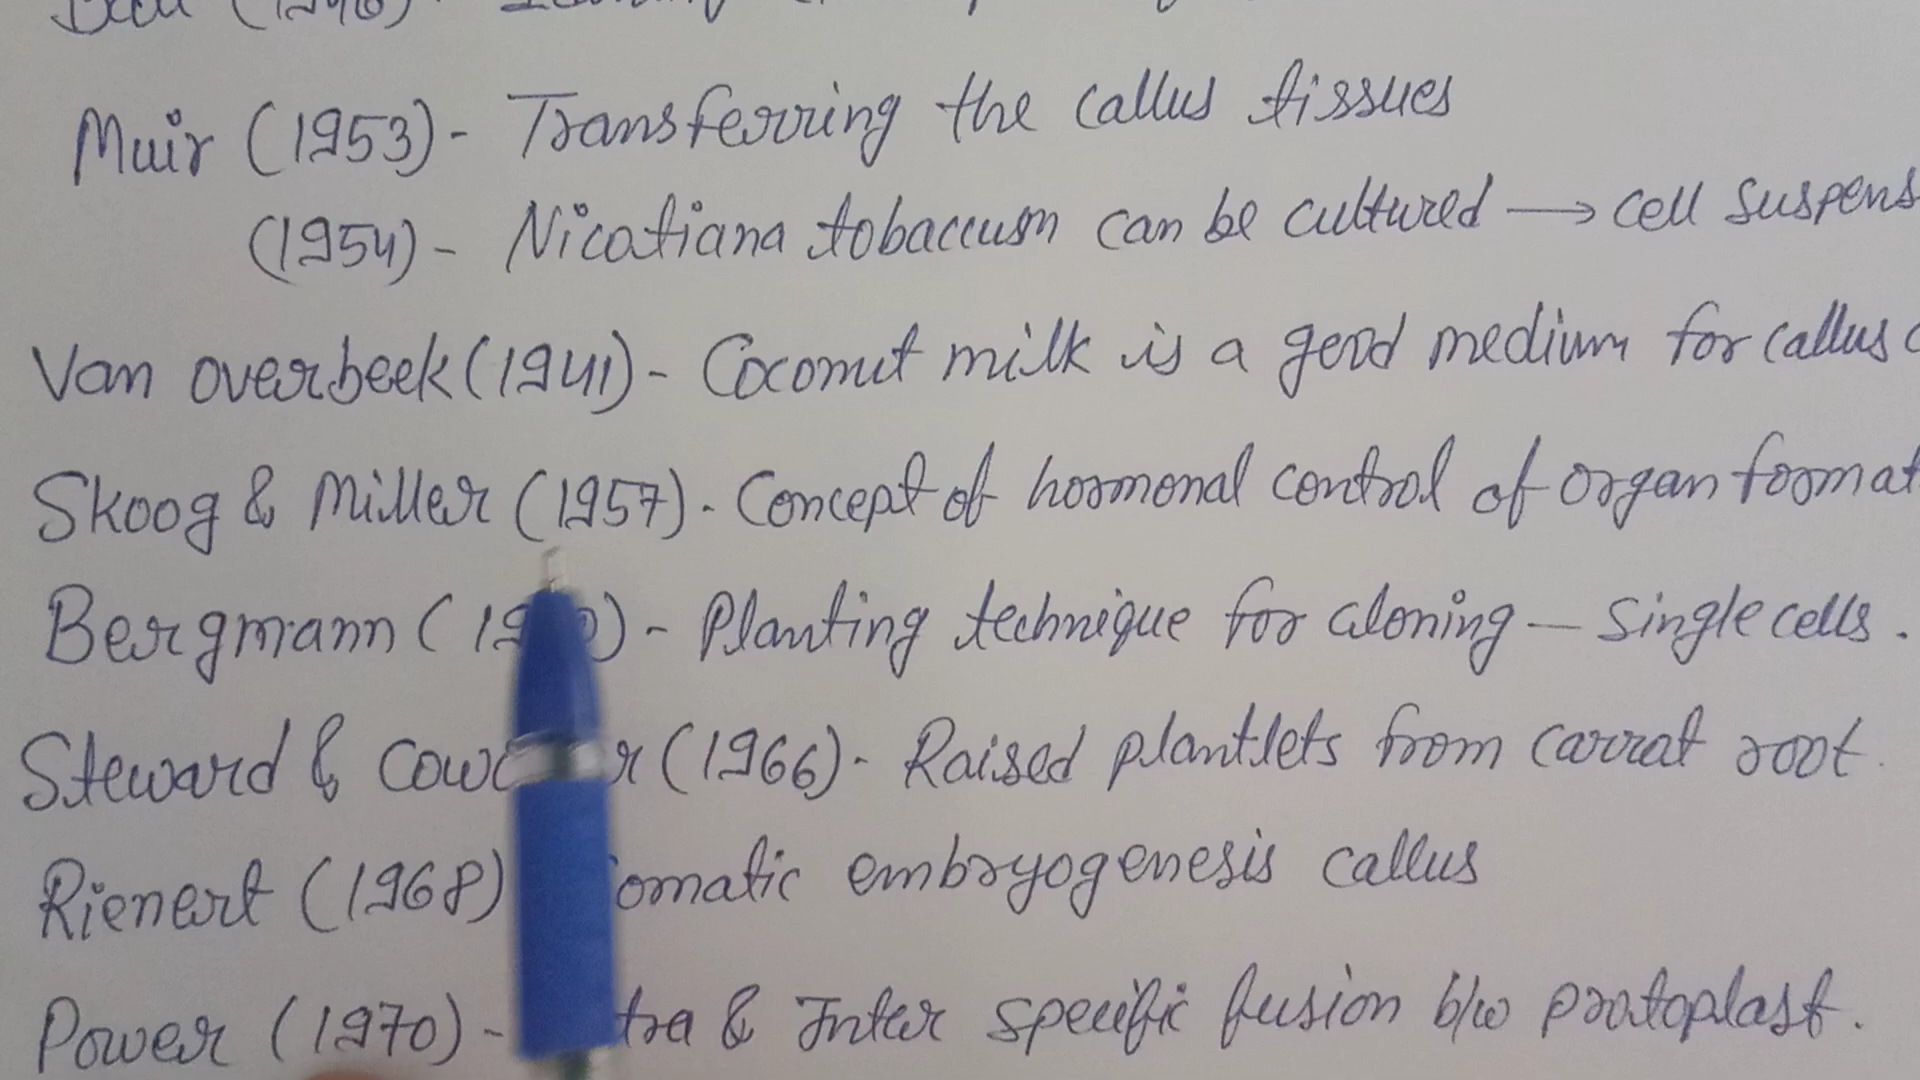 Muir (1953) - Transferring the callus tissues
(1954) - Nicotiana tobaccum can be cultured → cell suspens
Van overbeek (1941) - Coconut milk is a good medium for callus
Skoog & Miller (1957). Concept of hormonal control of organ format
Bergmann ( - Planting technique for cloning - Single cells.
Steward & (1966). Raised plantlets from carrot root.
Rienert (1968) embryogenesis callus
Power (1970) - & Inter specific fusion b/w protoplast.